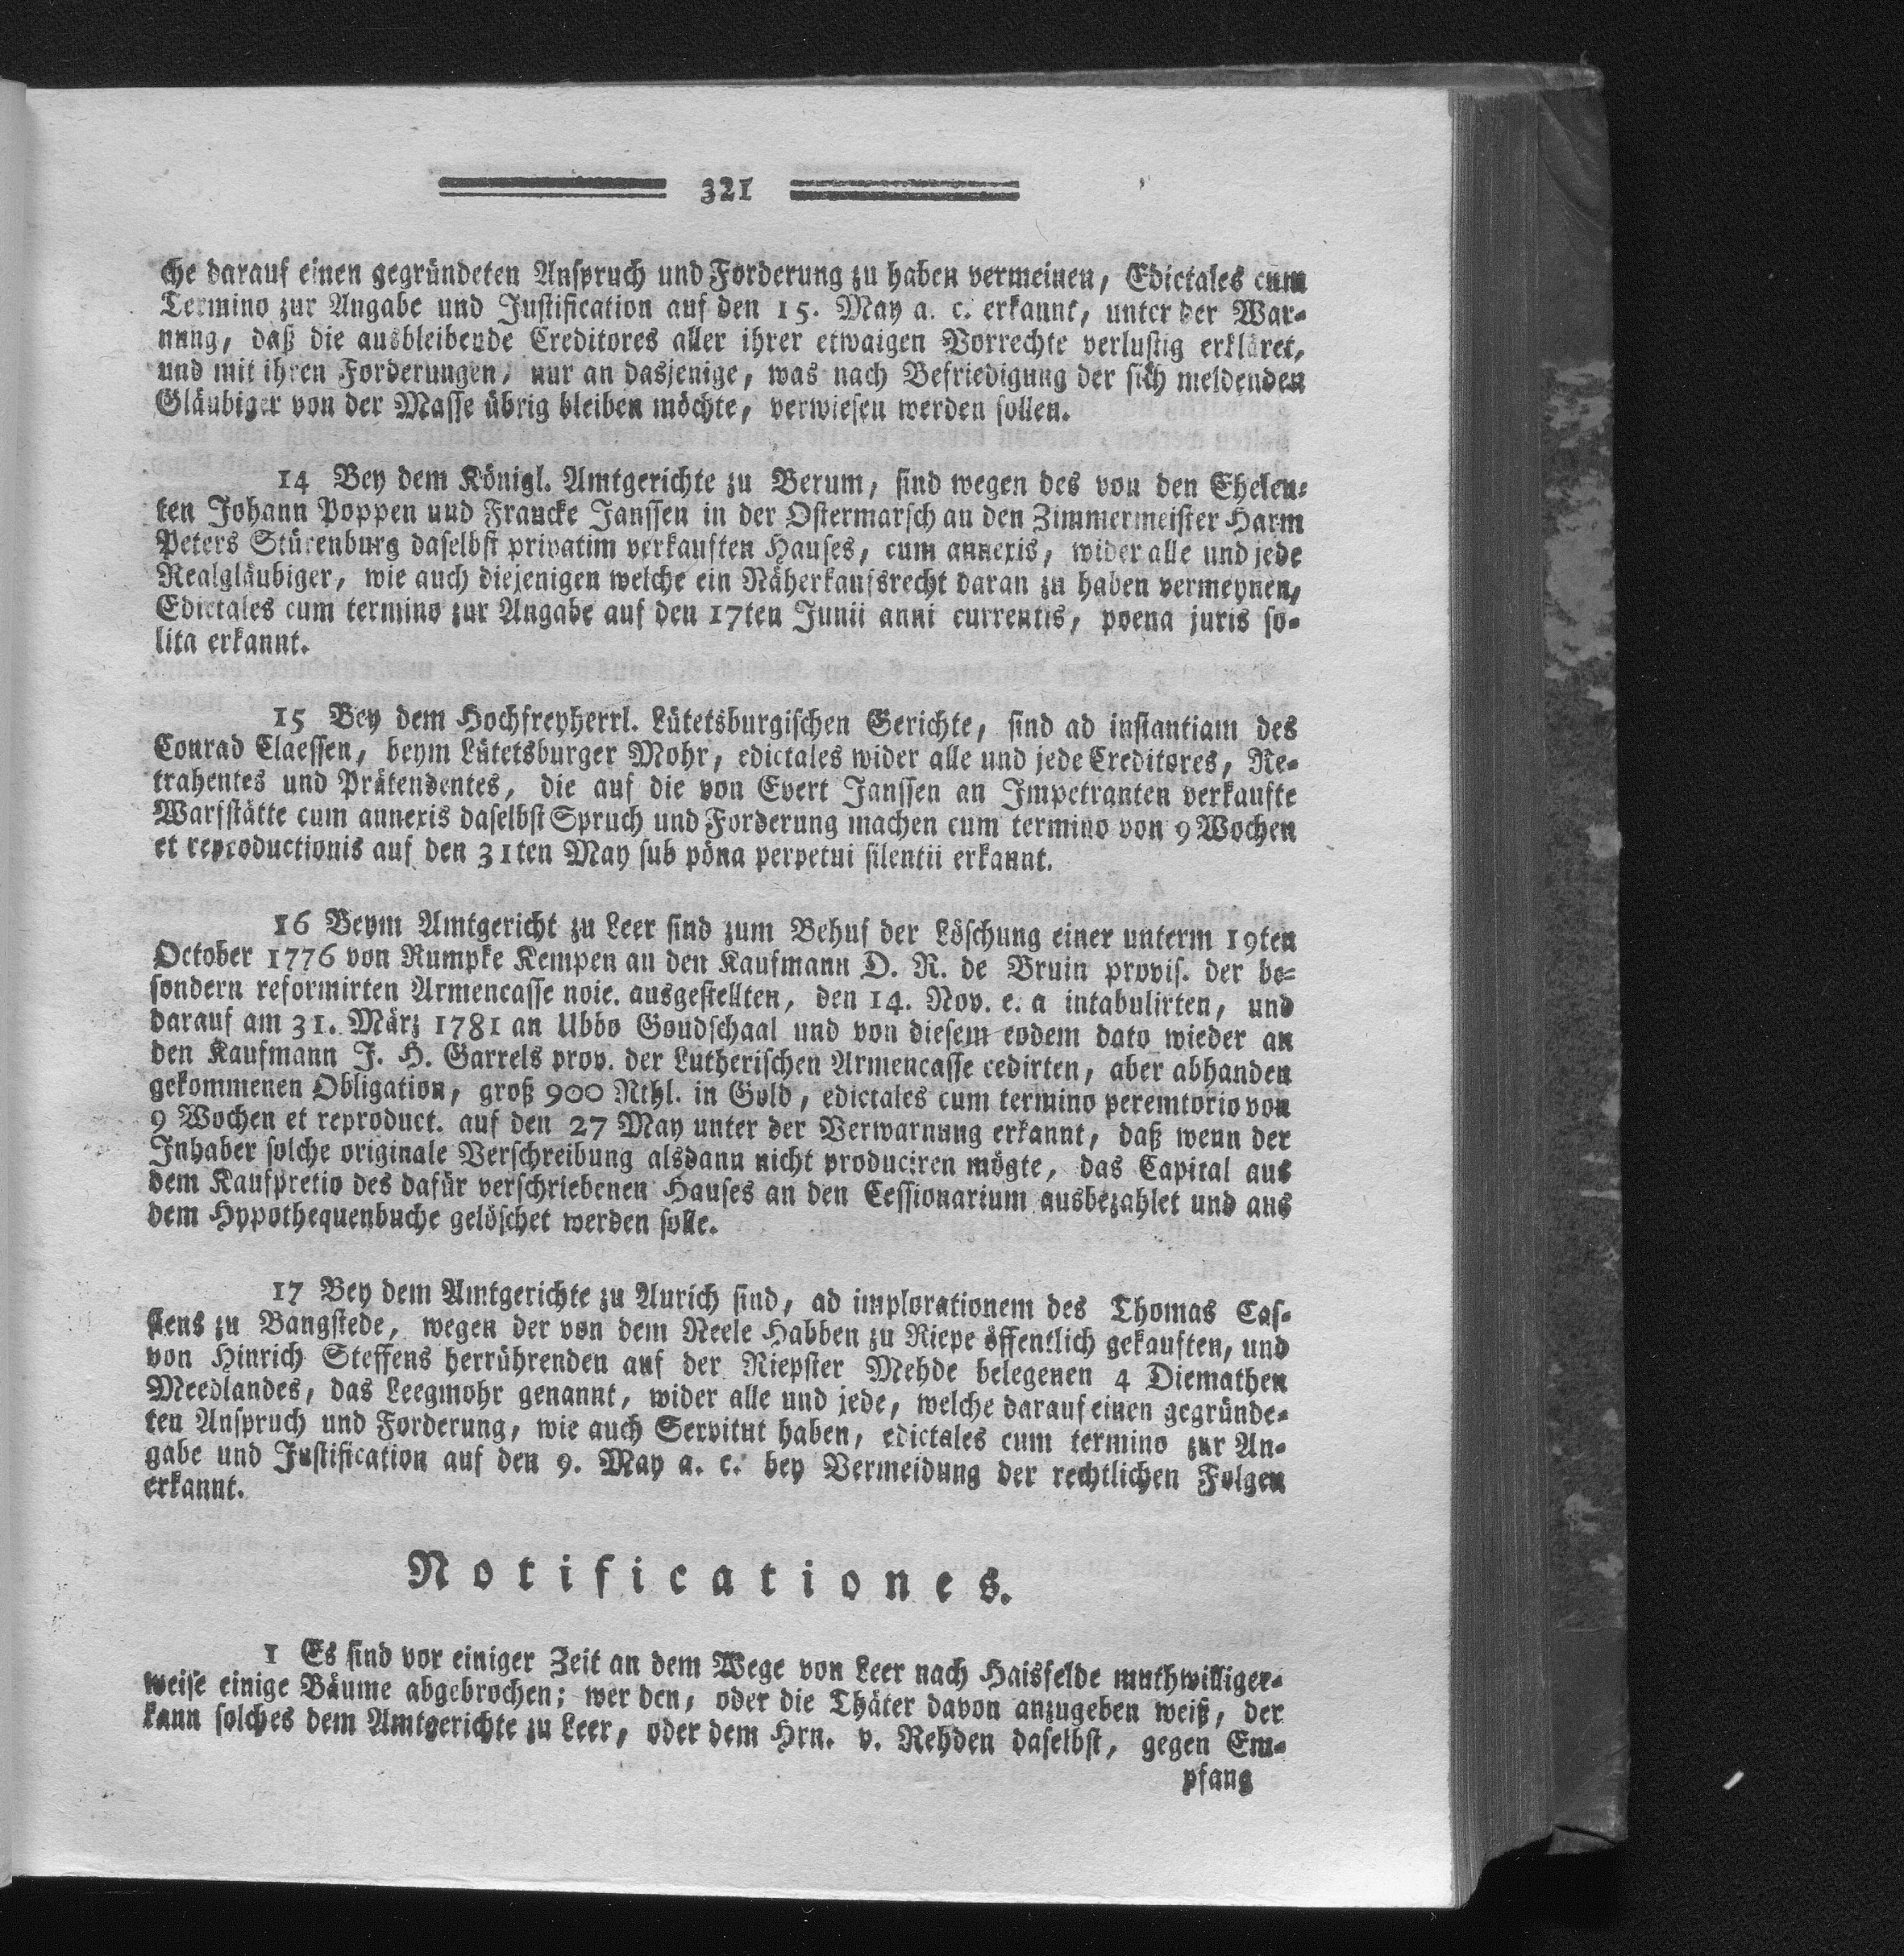 321
che darauf einen gegründeten Anspruch und Forderung zu haben vermeinen, Edictales cum
Termino zur Angabe und Justification auf den 15. May a. c. erkannt, unter der War-
nung, daß die ausbleibende Creditores aller ihrer etwaigen Vorrechte verlustig erkläret,
und mit ihren Forderungen, nur an dasjenige, was nach Befriedigung der sich meldenden
Gläubiger von der Masse übrig bleiben möchte, verwiesen werden sollen.
14 Bey dem Königl. Amtgerichte zu Berum, sind wegen des von den Eheleu-
ten Johann Poppen und Francke Janssen in der Ostermarsch an den Zimmermeister Harm
Peters Stürenburg daselbst privatim verkauften Hauses, cum annexis, wider alle und jede
Realgläubiger, wie auch diejenigen welche ein Näherkaufsrecht daran zu haben vermeynen,
Edictales cum termino zur Angabe auf den 17ten Junii anni currentis, poena juris so-
lita erkannt.
15 Bey dem Hochfreyherrl. Lütetsburgischen Gerichte, sind ad instantiam des
Conrad Claessen, beym Lütetsburger Mohr, edictales wider alle und jede Creditores, Re-
trahentes und Prätendentes, die auf die von Evert Janssen an Impetranten verkaufte
Warfstätte cum annexis daselbst Spruch und Forderung machen cum termino von 9 Wochen
et reproductionis auf den 31ten May sub pöna perpetui silentii erkannt.
16 Beym Amtgericht zu Leer sind zum Behuf der Löschung einer unterm 19ten
October 1776 von Rumpke Kempen an den Kaufmann D. R. de Bruin provis. der be-
sondern reformirten Armencasse noie. ausgestellten, den 14. Nov. e. a intabulirten, und
darauf am 31. März 1781 an Ubbo Goudschaal und von diesem eodem dato wieder an
den Kaufmann J. H. Garrels prov. der Lutherischen Armencasse cedirten, aber abhanden
gekommenen Obligation, groß 900 Rthl. in Gold, edictales cum termino peremtorio von
9 Wochen et reproduct. auf den 27 May unter der Verwarnung erkannt, daß wenn der
Inhaber solche originale Verschreibung alsdann nicht produciren mögte, das Capital aus
dem Kaufpretio des dafür verschriebenen Hauses an den Cessionarium ausbezahlet und aus
dem Hypothequenbuche gelöschet werden solle.
17 Bey dem Amtgerichte zu Aurich sind, ad implorationem des Thomas Cas-
siens zu Bangstede, wegen der von dem Neele Habben zu Riepe öffentlich gekauften, und
von Hinrich Steffens herrührenden auf der Riepster Mehde belegenen 4 Diemathen
Meedlandes, das Leegmohr genannt, wider alle und jede, welche darauf einen gegründe-
ten Anspruch und Forderung, wie auch Servitut haben, edictales cum termino zur An-
gabe und Justification auf den 9. May a. c. bey Vermeidung der rechtlichen Folgen
erkannt.
Notificationes.
1 Es sind vor einiger Zeit an dem Wege von Leer nach Haisfelde muthwilliger-
weise einige Bäume abgebrochen; wer den, oder die Thäter davon anzugeben weiß, der
kann solches dem Amtgerichte zu Leer, oder dem Hrn. v. Rehden daselbst, gegen Em-
pfang